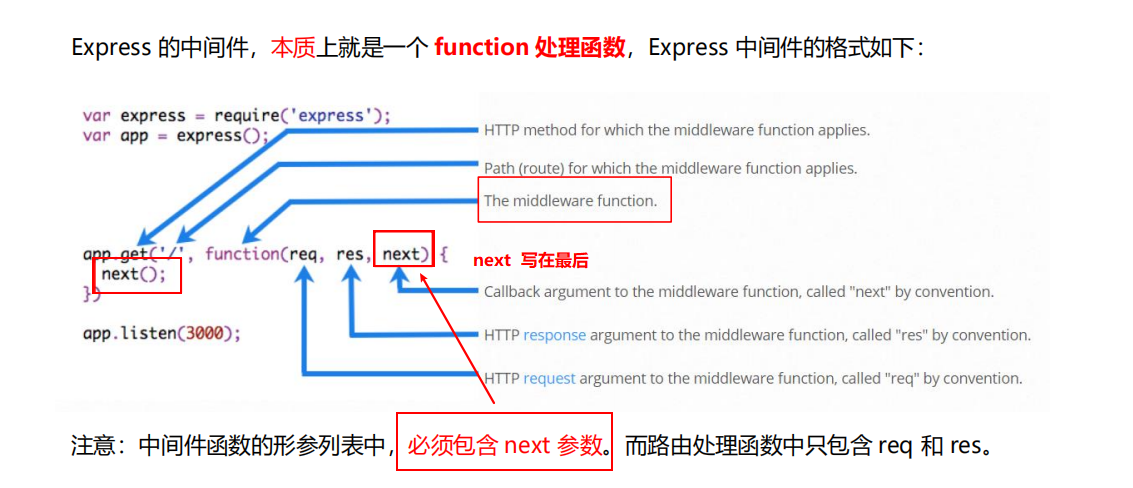 Express 的中间件，本质上就是一个 function 处理函数，Express 中间件的格式如下：
var express = require('express');
var app = express();
HTTP method for which the middleware function applies.
Path (route) for which the middleware function applies.
The middleware function.
app.get('/', function(req, res, next) {
next 写在最后
next();
})
Callback argument to the middleware function, called "next" by convention.
app.listen(3000);
HTTP response argument to the middleware function, called "res" by convention.
HTTP request argument to the middleware function, called "req" by convention.
注意：中间件函数的形参列表中，必须包含 next 参数。而路由处理函数中只包含 req 和 res。